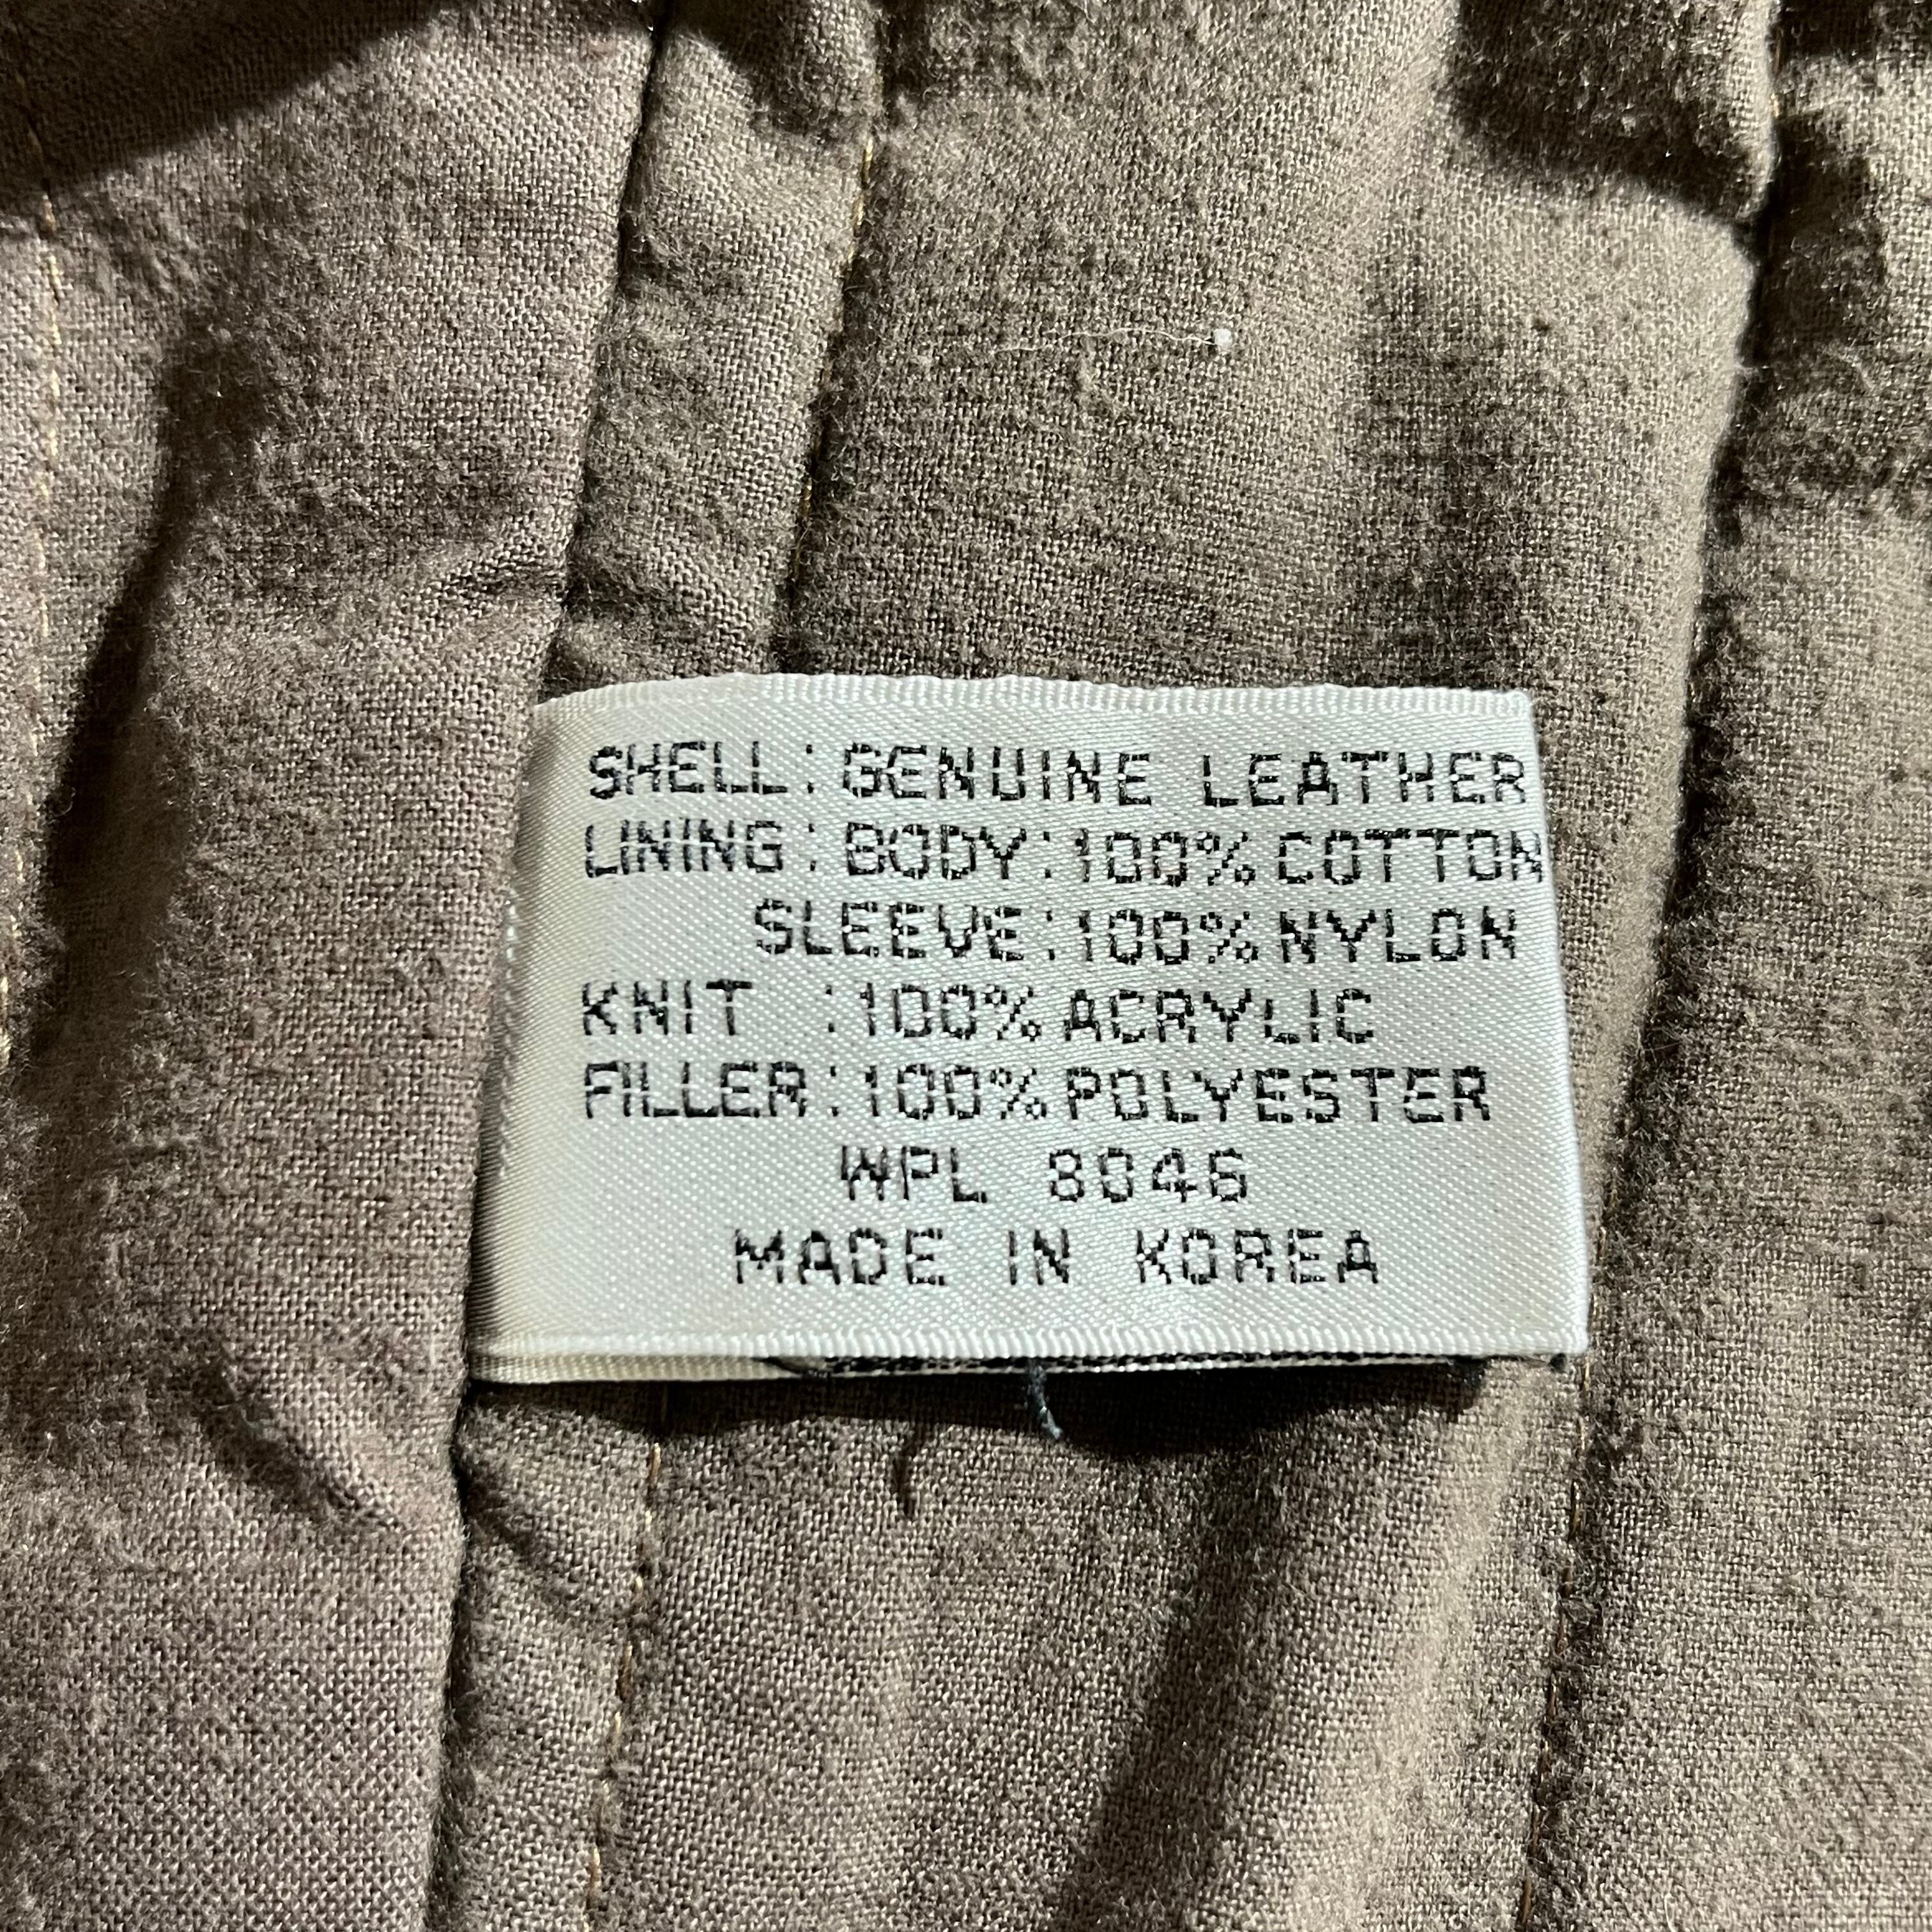 SHELL: GENUINE LEATHER
LINING: BODY: 100% COTTON
SLEEVE: 100% NYLON
KNIT : 100% ACRYLIC
FILLER: 100% POLYESTER
WPL 8046
MADE IN KOREA